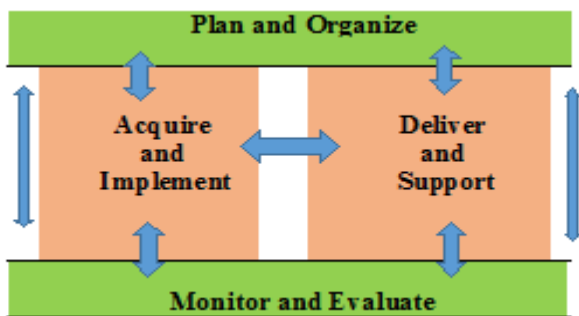 Plan and Organize
Acquire
and
Implement
Deliver
and
Support
Monitor and Evaluate